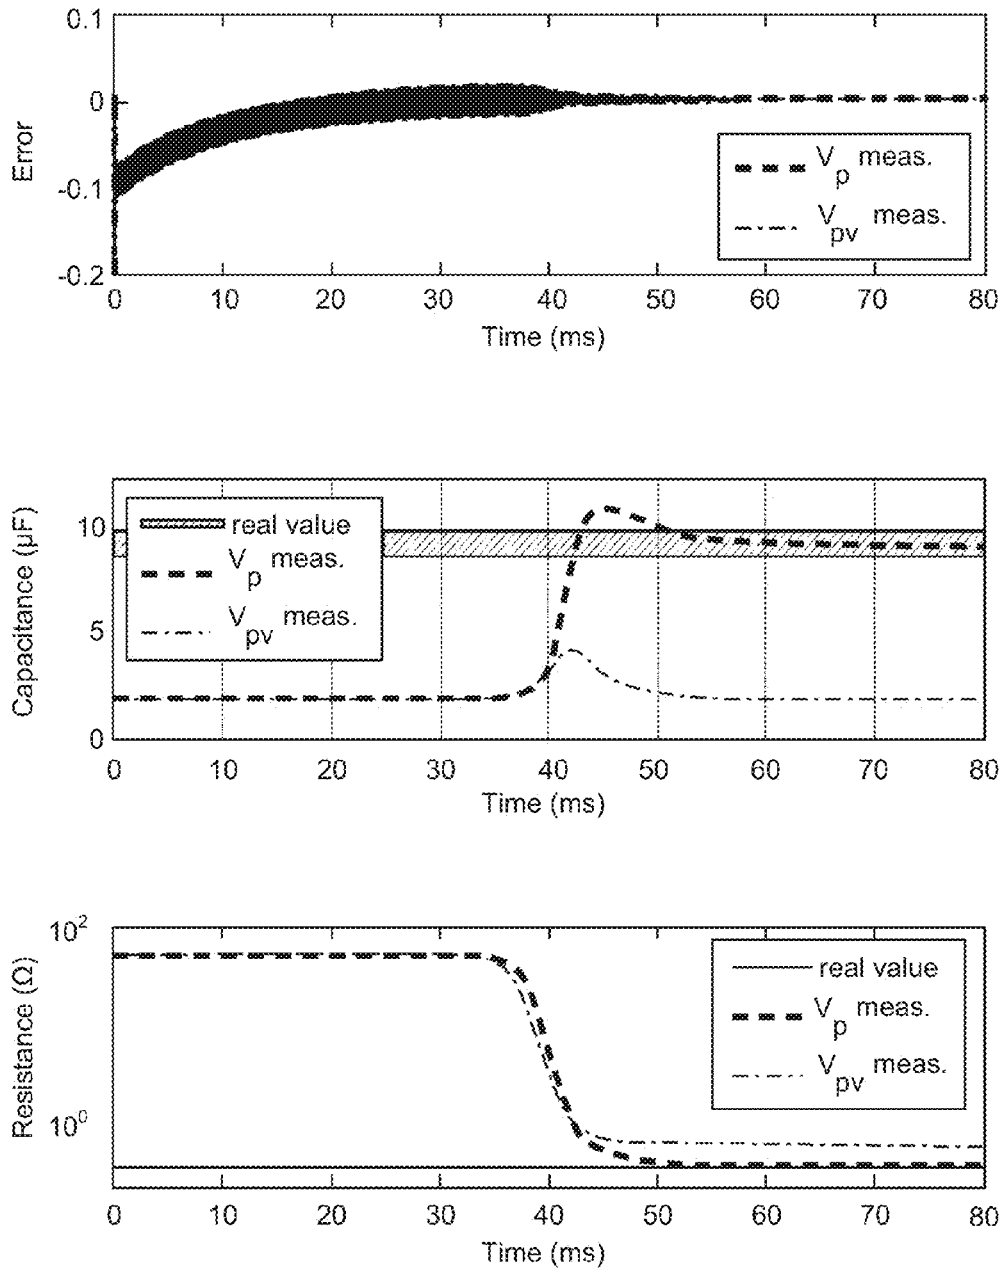 0.1
0
-0.1
-0.2
Error
V_p meas.
V_pv meas.
0 10 20 30 40 50 60 70 80
Time (ms)
10
5
0
Capacitance (µF)
real value
V_p meas.
V_pv meas.
0 10 20 30 40 50 60 70 80
Time (ms)
10^2
10^0
Resistance (Ω)
real value
V_p meas.
V_pv meas.
0 10 20 30 40 50 60 70 80
Time (ms)